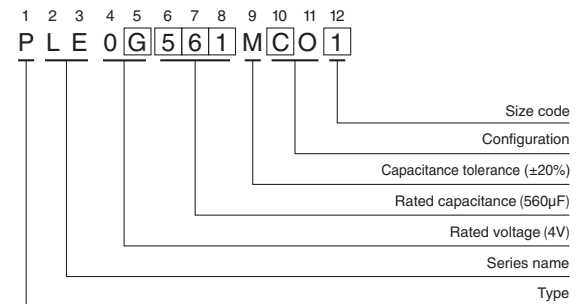 1 2 3 4 5 6 7 8 9 10 11 12
P L E 0 G 5 6 1 M C O 1
Size code
Configuration
Capacitance tolerance (±20%)
Rated capacitance (560µF)
Rated voltage (4V)
Series name
Type